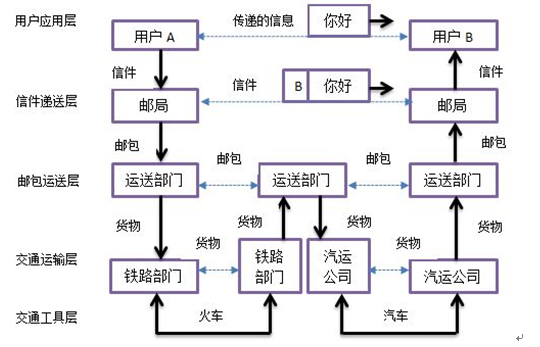 用户应用层
用户 A
传递的信息
你好
用户 B
信件
信件
信件递送层
邮局
信件
B
你好
邮局
邮包
邮包
邮包运送层
运送部门
邮包
运送部门
邮包
运送部门
货物
货物
货物
货物
交通运输层
铁路部门
货物
铁路
部门
汽运
公司
货物
汽运公司
交通工具层
火车
汽车